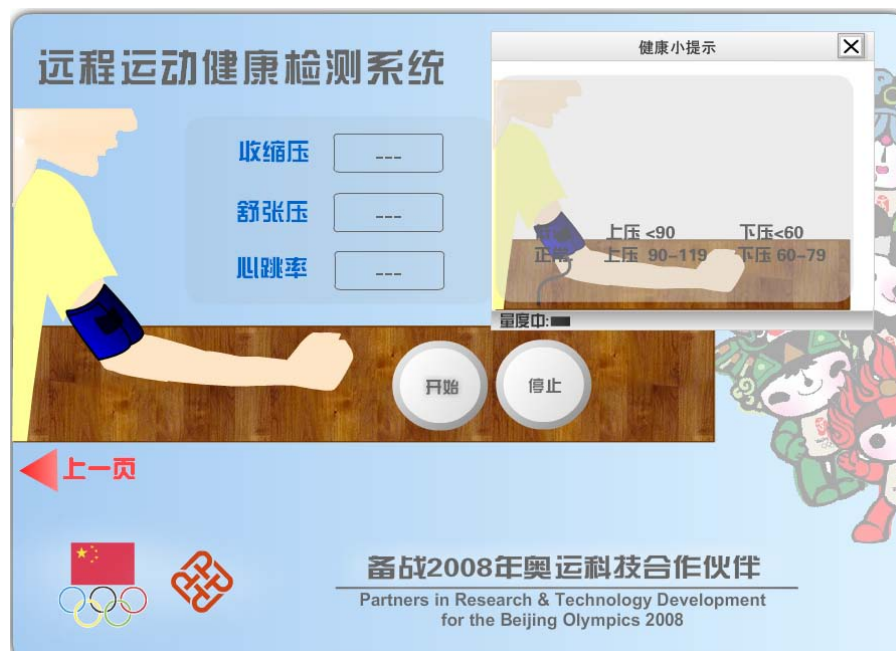 远程运动健康检测系统
健康小提示
收缩压 ---
舒张压 ---
心跳率 ---
上压 <90 下压<60
正常 上压 90-119 下压 60-79
量度中:
开始
停止
上一页
备战2008年奥运科技合作伙伴
Partners in Research & Technology Development
for the Beijing Olympics 2008